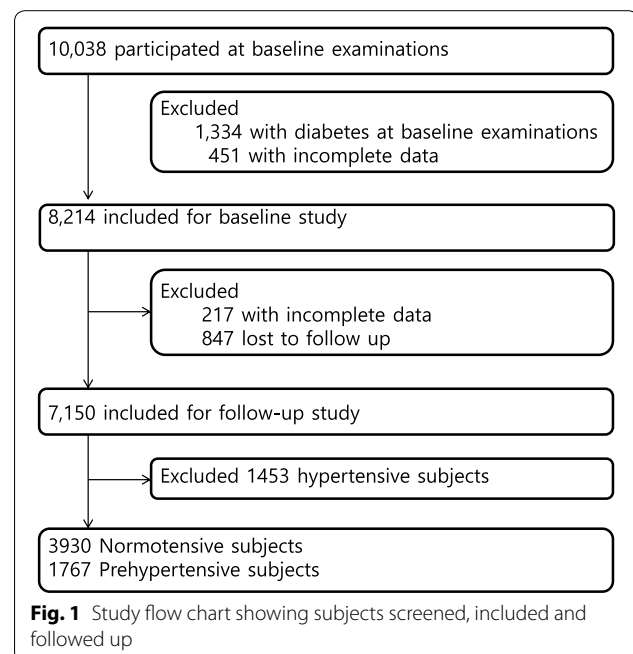 10,038 participated at baseline examinations
Excluded
1,334 with diabetes at baseline examinations
451 with incomplete data
8,214 included for baseline study
Excluded
217 with incomplete data
847 lost to follow up
7,150 included for follow-up study
Excluded 1453 hypertensive subjects
3930 Normotensive subjects
1767 Prehypertensive subjects
Fig. 1 Study flow chart showing subjects screened, included and
followed up